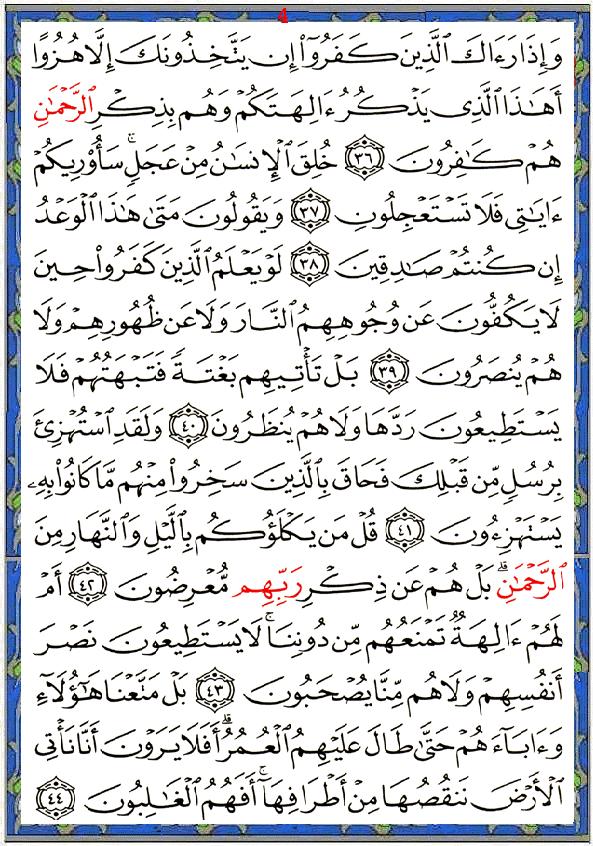 4
وَإِذَا رَءَاكَ ٱلَّذِينَ كَفَرُوٓا۟ إِن يَتَّخِذُونَكَ إِلَّا هُزُوًا
أَهَٰذَا ٱلَّذِى يَذْكُرُ ءَالِهَتَكُمْ وَهُم بِذِكْرِ ٱلرَّحْمَٰنِ
هُمْ كَٰفِرُونَ ٣٦ خُلِقَ ٱلْإِنسَٰنُ مِنْ عَجَلٍ ۚ سَأُو۟رِيكُمْ
ءَايَٰتِى فَلَا تَسْتَعْجِلُونِ ٣٧ وَيَقُولُونَ مَتَىٰ هَٰذَا ٱلْوَعْدُ
إِن كُنتُمْ صَٰدِقِينَ ٣٨ لَوْ يَعْلَمُ ٱلَّذِينَ كَفَرُوا۟ حِينَ
لَا يَكُفُّونَ عَن وُجُوهِهِمُ ٱلنَّارَ وَلَا عَن ظُهُورِهِمْ وَلَا
هُمْ يُنصَرُونَ ٣٩ بَلْ تَأْتِيهِم بَغْتَةً فَتَبْهَتُهُمْ فَلَا
يَسْتَطِيعُونَ رَدَّهَا وَلَا هُمْ يُنظَرُونَ ٤٠ وَلَقَدِ ٱسْتُهْزِئَ
بِرُسُلٍ مِّن قَبْلِكَ فَحَاقَ بِٱلَّذِينَ سَخِرُوا۟ مِنْهُم مَّا كَانُوا۟ بِهِۦ
يَسْتَهْزِءُونَ ٤١ قُلْ مَن يَكْلَؤُكُم بِٱلَّيْلِ وَٱلنَّهَارِ مِنَ
ٱلرَّحْمَٰنِ ۗ بَلْ هُمْ عَن ذِكْرِ رَبِّهِم مُّعْرِضُونَ ٤٢ أَمْ
لَهُمْ ءَالِهَةٌ تَمْنَعُهُم مِّن دُونِنَا ۚ لَا يَسْتَطِيعُونَ نَصْرَ
أَنفُسِهِمْ وَلَا هُم مِّنَّا يُصْحَبُونَ ٤٣ بَلْ مَتَّعْنَا هَٰٓؤُلَآءِ
وَءَابَآءَهُمْ حَتَّىٰ طَالَ عَلَيْهِمُ ٱلْعُمُرُ ۗ أَفَلَا يَرَوْنَ أَنَّا نَأْتِى
ٱلْأَرْضَ نَنقُصُهَا مِنْ أَطْرَافِهَآ ۚ أَفَهُمُ ٱلْغَٰلِبُونَ ٤٤